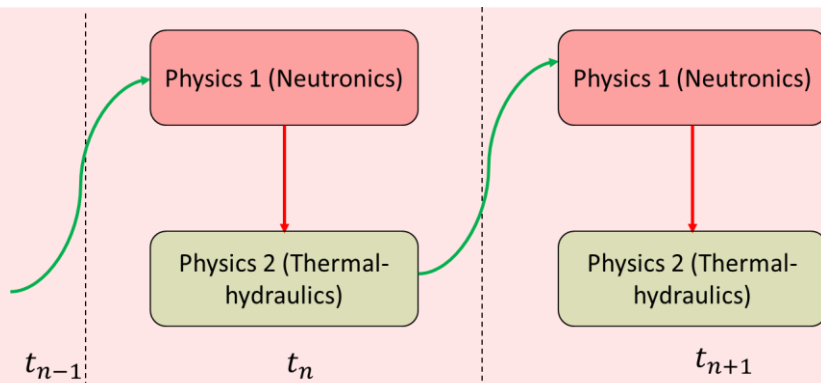 Physics 1 (Neutronics)
Physics 1 (Neutronics)
Physics 2 (Thermal-
hydraulics)
Physics 2 (Thermal-
hydraulics)
t_{n-1}
t_n
t_{n+1}